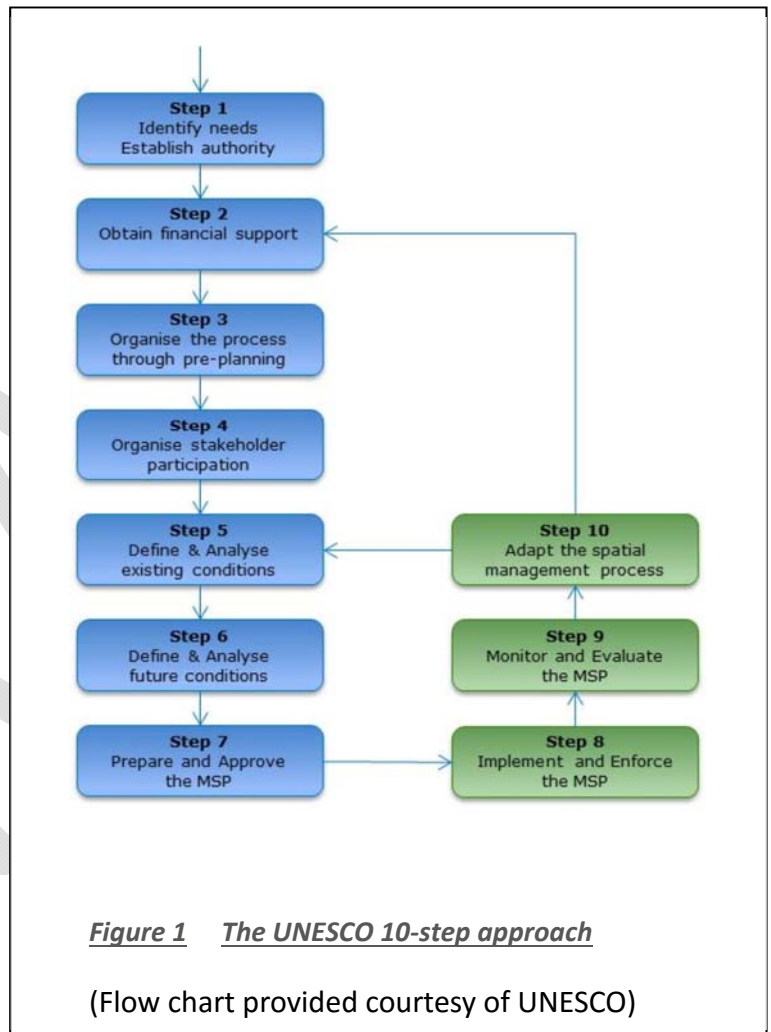 Step 1
Identify needs
Establish authority
Step 2
Obtain financial support
Step 3
Organise the process
through pre-planning
Step 4
Organise stakeholder
participation
Step 5
Define & Analyse
existing conditions
Step 6
Define & Analyse
future conditions
Step 7
Prepare and Approve
the MSP
Step 10
Adapt the spatial
management process
Step 9
Monitor and Evaluate
the MSP
Step 8
Implement and Enforce
the MSP
Figure 1 The UNESCO 10-step approach
(Flow chart provided courtesy of UNESCO)